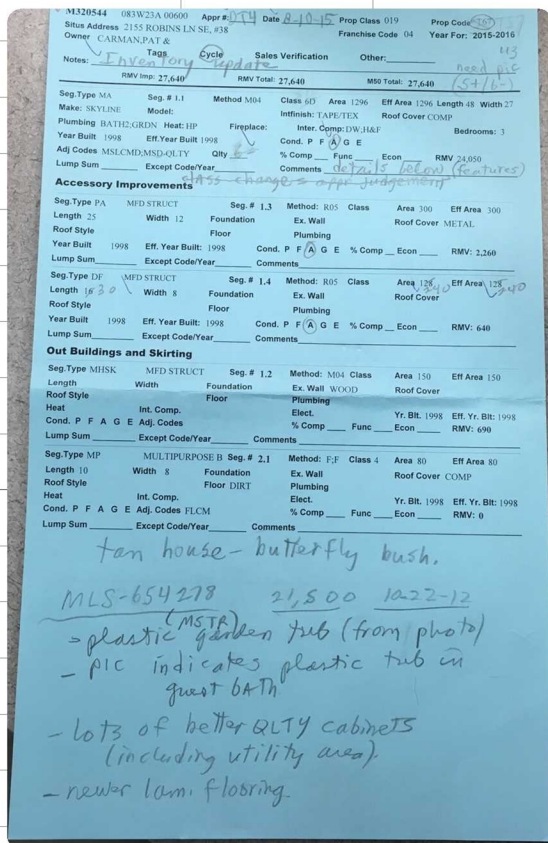 M320544 083W23A 00600 Appr# DT4 Date 8-10-15 Prop Class 019 Prop Code 167
Situs Address 2155 ROBINS LN SE, #38 Franchise Code 04 Year For: 2015-2016
Owner CARMAN,PAT &
Tags Cycle Sales Verification Other: M3
Notes: Inventory update need pic
RMV Imp: 27,640 RMV Total: 27,640 M50 Total: 27,640 (5+/6-)
Seg.Type MA Seg. # 1.1 Method M04 Class 6D Area 1296 Eff Area 1296 Length 48 Width 27
Make: SKYLINE Model: Intfinish: TAPE/TEX Roof Cover COMP
Plumbing BATH2;GRDN Heat: HP Fireplace: Inter. Comp: DW,H&F Bedrooms: 3
Year Built 1998 Eff.Year Built 1998 Cond. P F A G E
Adj Codes MSLCMD;MSD-QLTY Qlty % Comp Func Econ RMV 24,050
Lump Sum Except Code/Year Comments details below (features)
class change = appr judgement
Accessory Improvements
Seg.Type PA MFD STRUCT Seg. # 1.3 Method: R05 Class Area 300 Eff Area 300
Length 25 Width 12 Foundation Ex. Wall Roof Cover METAL
Roof Style Floor Plumbing
Year Built 1998 Eff. Year Built: 1998 Cond. P F A G E % Comp Econ RMV: 2,260
Lump Sum Except Code/Year Comments
Seg.Type DF MFD STRUCT Seg. # 1.4 Method: R05 Class Area 128 240 Eff Area 128 240
Length 16 30 Width 8 Foundation Ex. Wall Roof Cover
Roof Style Floor Plumbing
Year Built 1998 Eff. Year Built: 1998 Cond. P F A G E % Comp Econ RMV: 640
Lump Sum Except Code/Year Comments
Out Buildings and Skirting
Seg.Type MHSK MFD STRUCT Seg. # 1.2 Method: M04 Class Area 150 Eff Area 150
Length Width Foundation Ex. Wall WOOD Roof Cover
Roof Style Floor Plumbing
Heat Int. Comp. Elect. Yr. Blt. 1998 Eff. Yr. Blt: 1998
Cond. P F A G E Adj. Codes % Comp Func Econ RMV: 690
Lump Sum Except Code/Year Comments
Seg.Type MP MULTIPURPOSE B Seg. # 2.1 Method: F;F Class 4 Area 80 Eff Area 80
Length 10 Width 8 Foundation Ex. Wall Roof Cover COMP
Roof Style Floor DIRT Plumbing
Heat Int. Comp. Elect. Yr. Blt. 1998 Eff. Yr. Blt: 1998
Cond. P F A G E Adj. Codes FLCM % Comp Func Econ RMV: 0
Lump Sum Except Code/Year Comments
tan house - butterfly bush.
MLS-654278 21,500 10-22-12
(MSTR)
- plastic garden tub (from photo)
- pic indicates plastic tub in
guest bath
- lots of better QLTY cabinets
(including utility area).
- newer lam. flooring